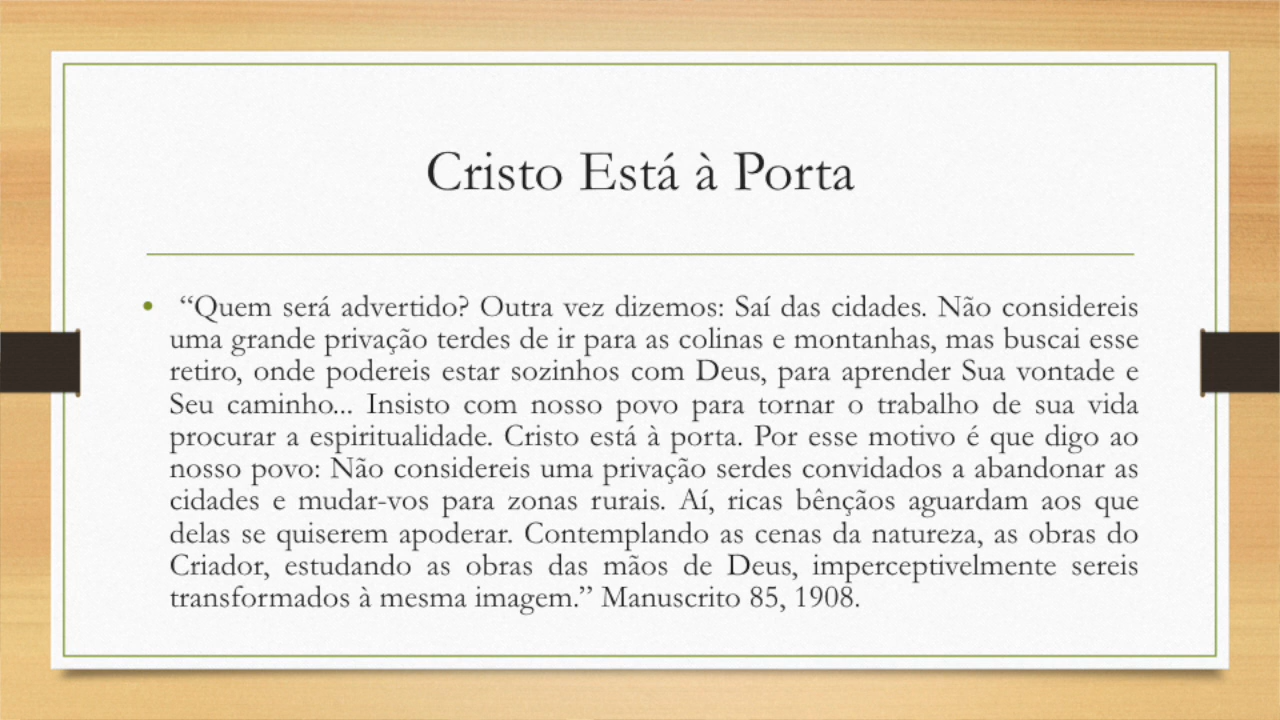 Cristo Está à Porta
• “Quem será advertido? Outra vez dizemos: Saí das cidades. Não considereis
uma grande privação terdes de ir para as colinas e montanhas, mas buscai esse
retiro, onde podereis estar sozinhos com Deus, para aprender Sua vontade e
Seu caminho... Insisto com nosso povo para tornar o trabalho de sua vida
procurar a espiritualidade. Cristo está à porta. Por esse motivo é que digo ao
nosso povo: Não considereis uma privação serdes convidados a abandonar as
cidades e mudar-vos para zonas rurais. Aí, ricas bênçãos aguardam aos que
delas se quiserem apoderar. Contemplando as cenas da natureza, as obras do
Criador, estudando as obras das mãos de Deus, imperceptivelmente sereis
transformados à mesma imagem.” Manuscrito 85, 1908.